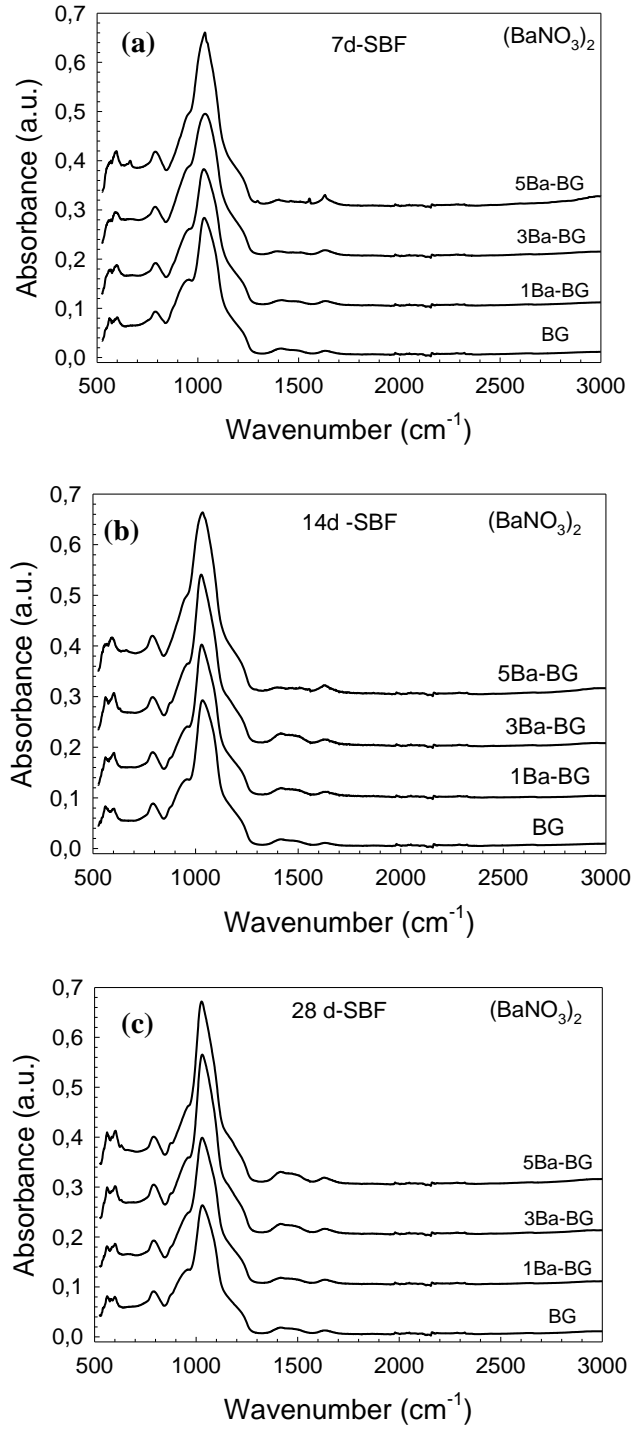 (a)
7d-SBF
(BaNO3)2
0,7
0,6
0,5
0,4
0,3
0,2
0,1
0,0
Absorbance (a.u.)
5Ba-BG
3Ba-BG
1Ba-BG
BG
500 1000 1500 2000 2500 3000
Wavenumber (cm-1)
(b)
14d -SBF
(BaNO3)2
0,7
0,6
0,5
0,4
0,3
0,2
0,1
0,0
Absorbance (a.u.)
5Ba-BG
3Ba-BG
1Ba-BG
BG
500 1000 1500 2000 2500 3000
Wavenumber (cm-1)
(c)
28 d-SBF
(BaNO3)2
0,7
0,6
0,5
0,4
0,3
0,2
0,1
0,0
Absorbance (a.u.)
5Ba-BG
3Ba-BG
1Ba-BG
BG
500 1000 1500 2000 2500 3000
Wavenumber (cm-1)